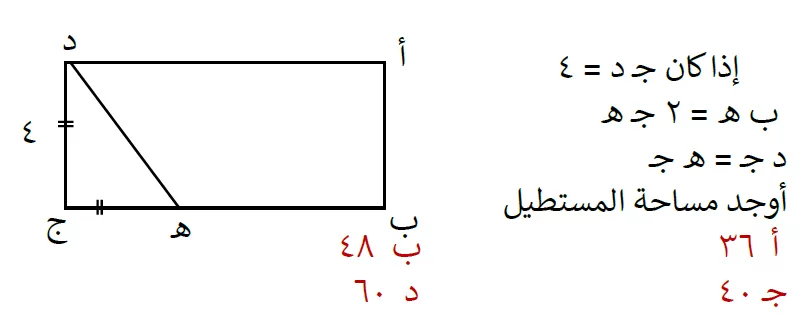 إذا كان جـ د = ٤
ب هـ = ٢ جـ هـ
د جـ = هـ جـ
أوجد مساحة المستطيل
أ ٣٦
ب ٤٨
جـ ٤٠
د ٦٠
أ
د
٤
ب
هـ
ج